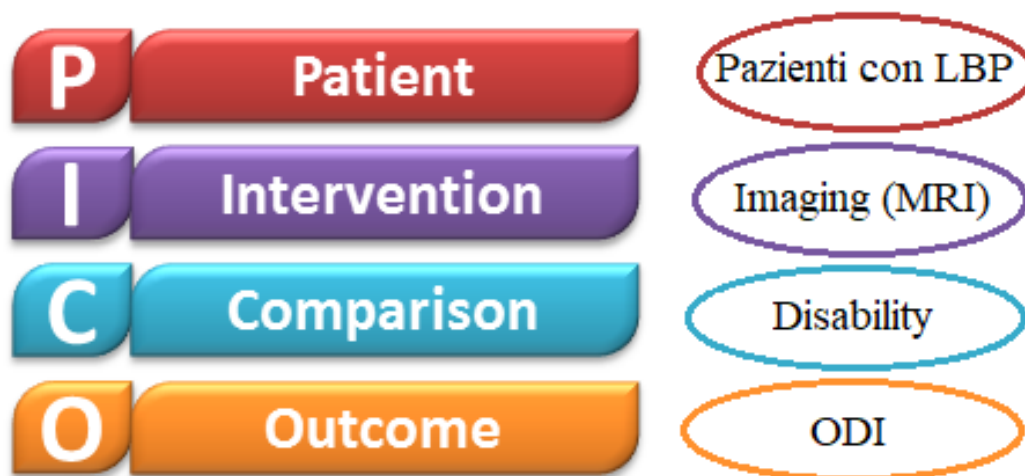 P Patient Pazienti con LBP
I Intervention Imaging (MRI)
C Comparison Disability
O Outcome ODI